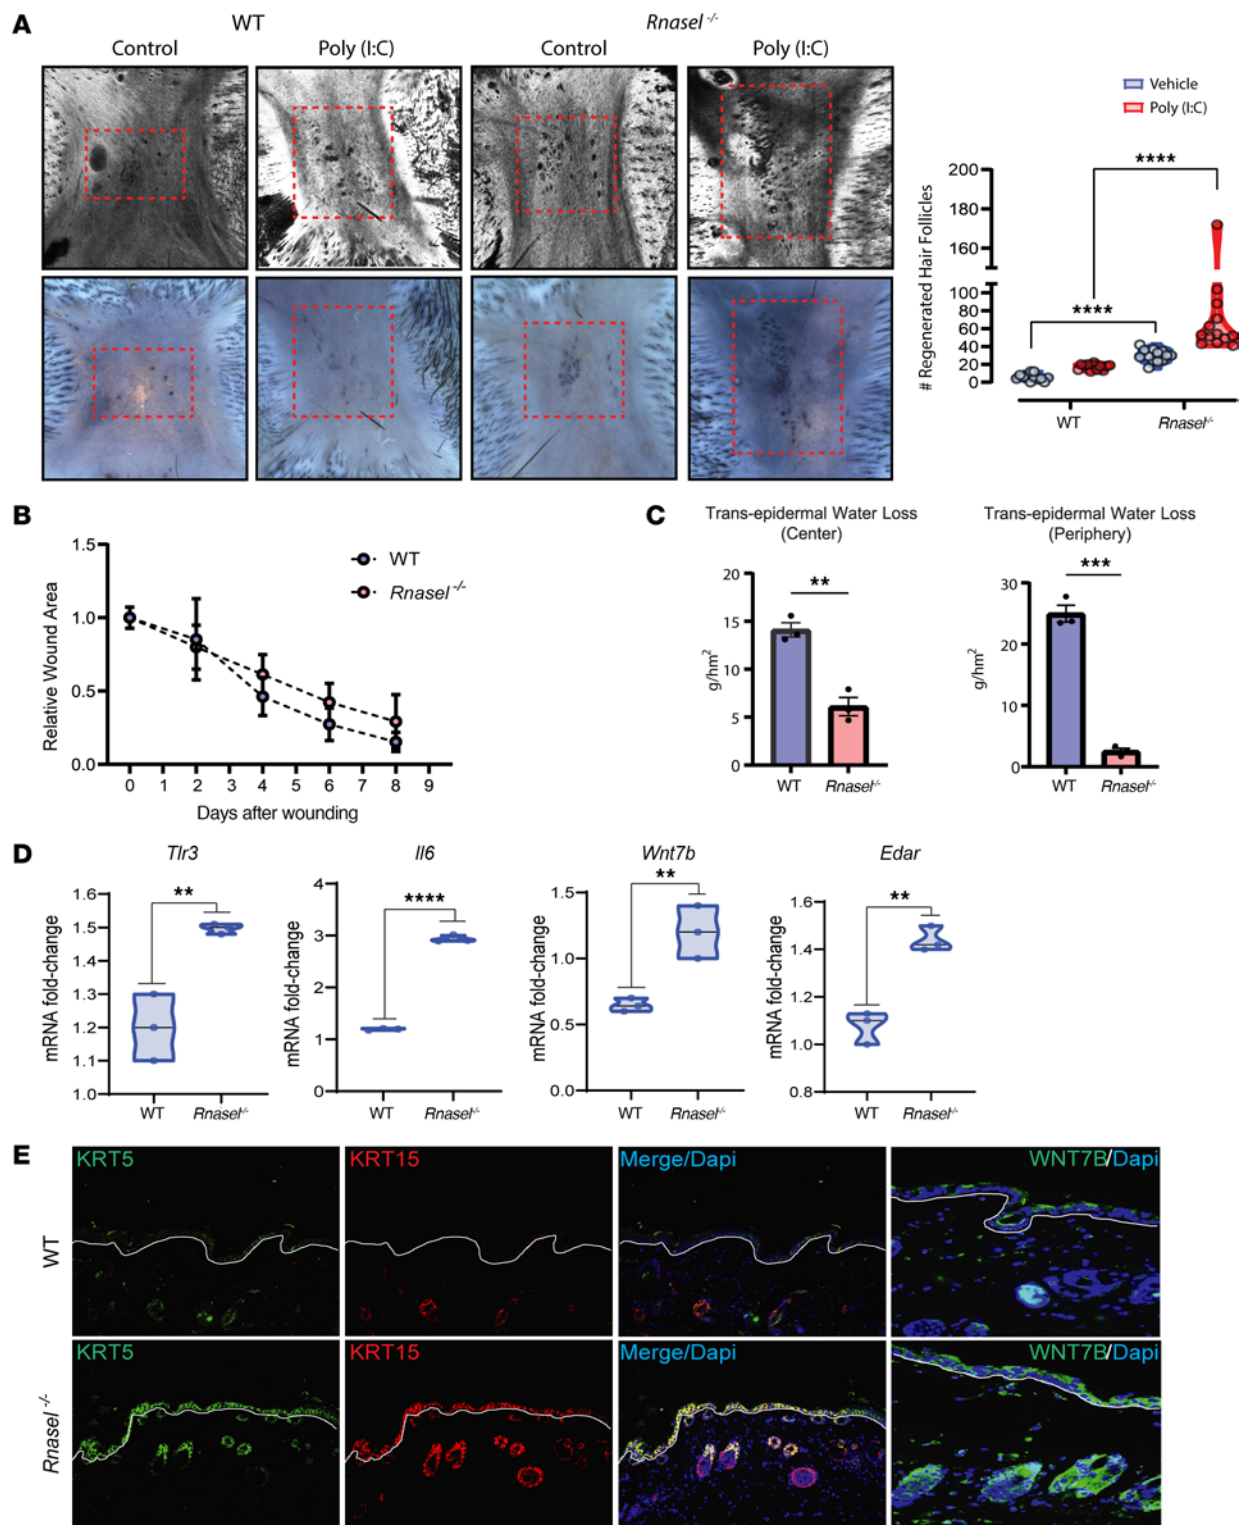 A
WT
Rnasel -/-
Control
Poly (I:C)
Control
Poly (I:C)
Vehicle
Poly (I:C)
# Regenerated Hair Follicles
200
180
160
100
80
60
40
20
0
****
****
WT
Rnasel-/-
B
Relative Wound Area
1.5
1.0
0.5
0.0
WT
Rnasel -/-
0 1 2 3 4 5 6 7 8 9
Days after wounding
C
Trans-epidermal Water Loss
(Center)
g/hm²
20
15
10
5
0
**
WT
Rnasel-/-
Trans-epidermal Water Loss
(Periphery)
g/hm²
30
20
10
0
***
WT
Rnasel-/-
D
Tlr3
mRNA fold-change
1.6
1.5
1.4
1.3
1.2
1.1
1.0
**
WT
Rnasel-/-
Il6
mRNA fold-change
4
3
2
1
0
****
WT
Rnasel-/-
Wnt7b
mRNA fold-change
1.5
1.0
0.5
0.0
**
WT
Rnasel-/-
Edar
mRNA fold-change
1.6
1.4
1.2
1.0
0.8
**
WT
Rnasel-/-
E
WT
KRT5
KRT15
Merge/Dapi
WNT7B/Dapi
Rnasel -/-
KRT5
KRT15
Merge/Dapi
WNT7B/Dapi